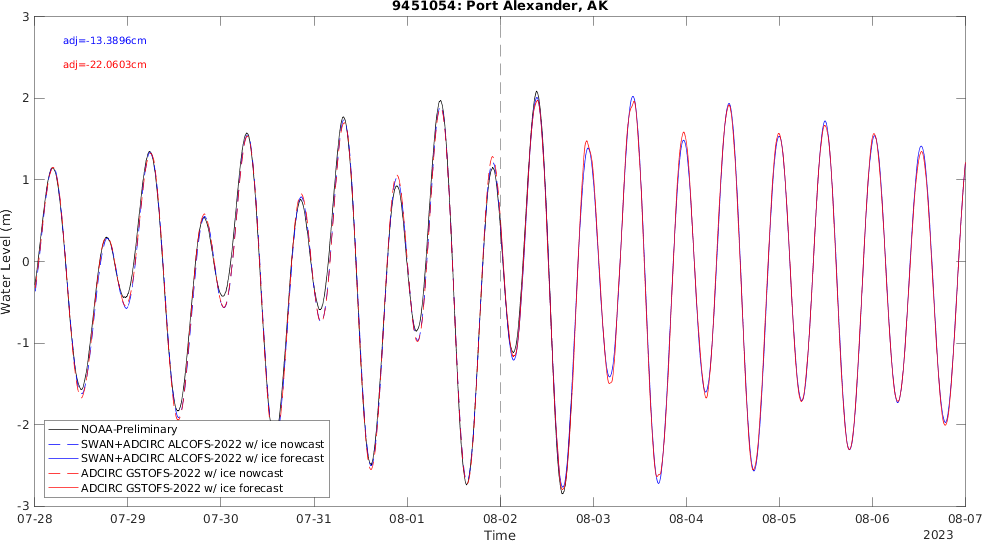 9451054: Port Alexander, AK
adj=-13.3896cm
adj=-22.0603cm
Water Level (m)
3
2
1
0
-1
-2
-3
NOAA-Preliminary
SWAN+ADCIRC ALCOFS-2022 w/ ice nowcast
SWAN+ADCIRC ALCOFS-2022 w/ ice forecast
ADCIRC GSTOFS-2022 w/ ice nowcast
ADCIRC GSTOFS-2022 w/ ice forecast
07-28 07-29 07-30 07-31 08-01 08-02 08-03 08-04 08-05 08-06 08-07
Time
2023